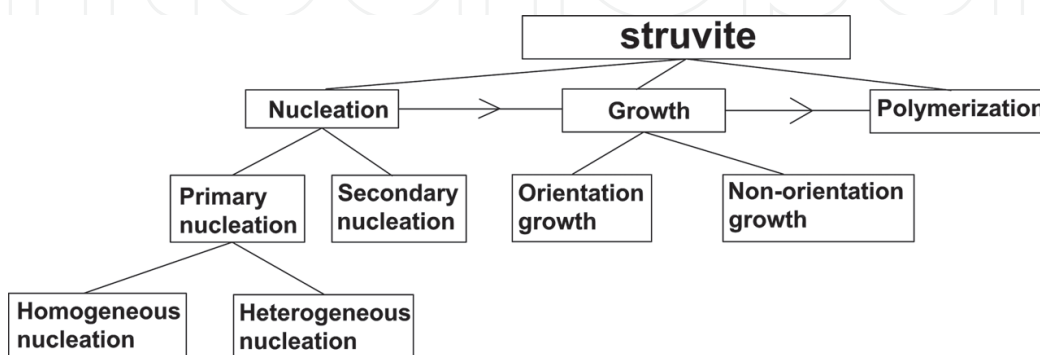 struvite
Nucleation
Growth
Polymerization
Primary
nucleation
Secondary
nucleation
Orientation
growth
Non-orientation
growth
Homogeneous
nucleation
Heterogeneous
nucleation